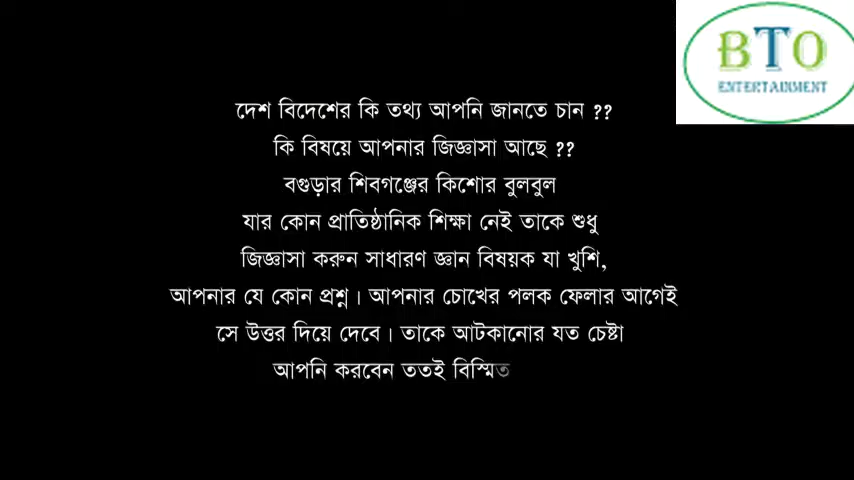 BTO
ENTERTAINMENT
দেশ বিদেশের কি তথ্য আপনি জানতে চান ??
কি বিষয়ে আপনার জিজ্ঞাসা আছে ??
বগুড়ার শিবগঞ্জের কিশোর বুলবুল
যার কোন প্রাতিষ্ঠানিক শিক্ষা নেই তাকে শুধু
জিজ্ঞাসা করুন সাধারণ জ্ঞান বিষয়ক যা খুশি,
আপনার যে কোন প্রশ্ন। আপনার চোখের পলক ফেলার আগেই
সে উত্তর দিয়ে দেবে। তাকে আটকানোর যত চেষ্টা
আপনি করবেন ততই বিস্মিত